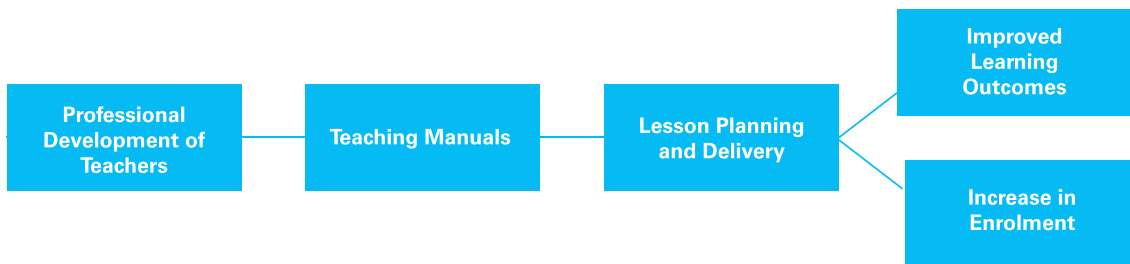 Professional
Development of
Teachers
Teaching Manuals
Lesson Planning
and Delivery
Improved
Learning
Outcomes
Increase in
Enrolment